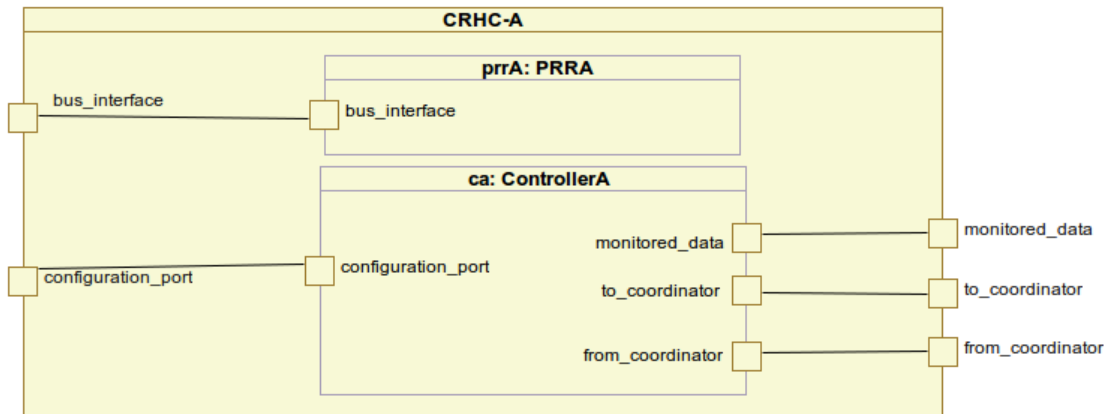 CRHC-A
prrA: PRRA
bus_interface
bus_interface
ca: ControllerA
monitored_data
monitored_data
configuration_port
configuration_port
to_coordinator
to_coordinator
from_coordinator
from_coordinator